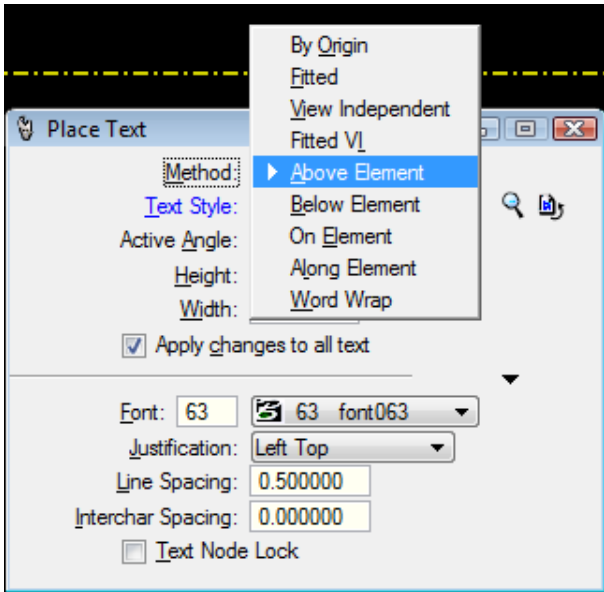 By Origin
Fitted
View Independent
Fitted VI
Above Element
Below Element
On Element
Along Element
Word Wrap
Place Text
Method:
Text Style:
Active Angle:
Height:
Width:
Apply changes to all text
Font: 63 63 font063
Justification: Left Top
Line Spacing: 0.500000
Interchar Spacing: 0.000000
Text Node Lock